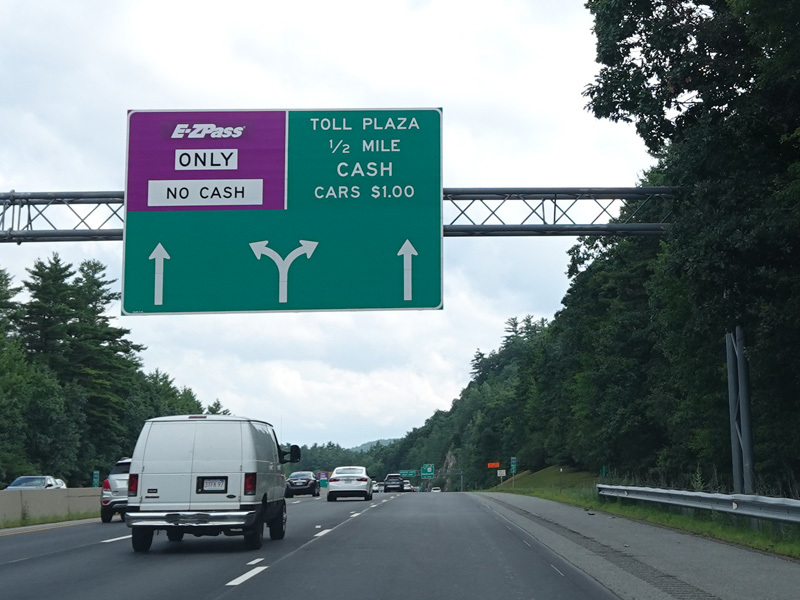 E-ZPass
ONLY
NO CASH
TOLL PLAZA
1/2 MILE
CASH
CARS $1.00